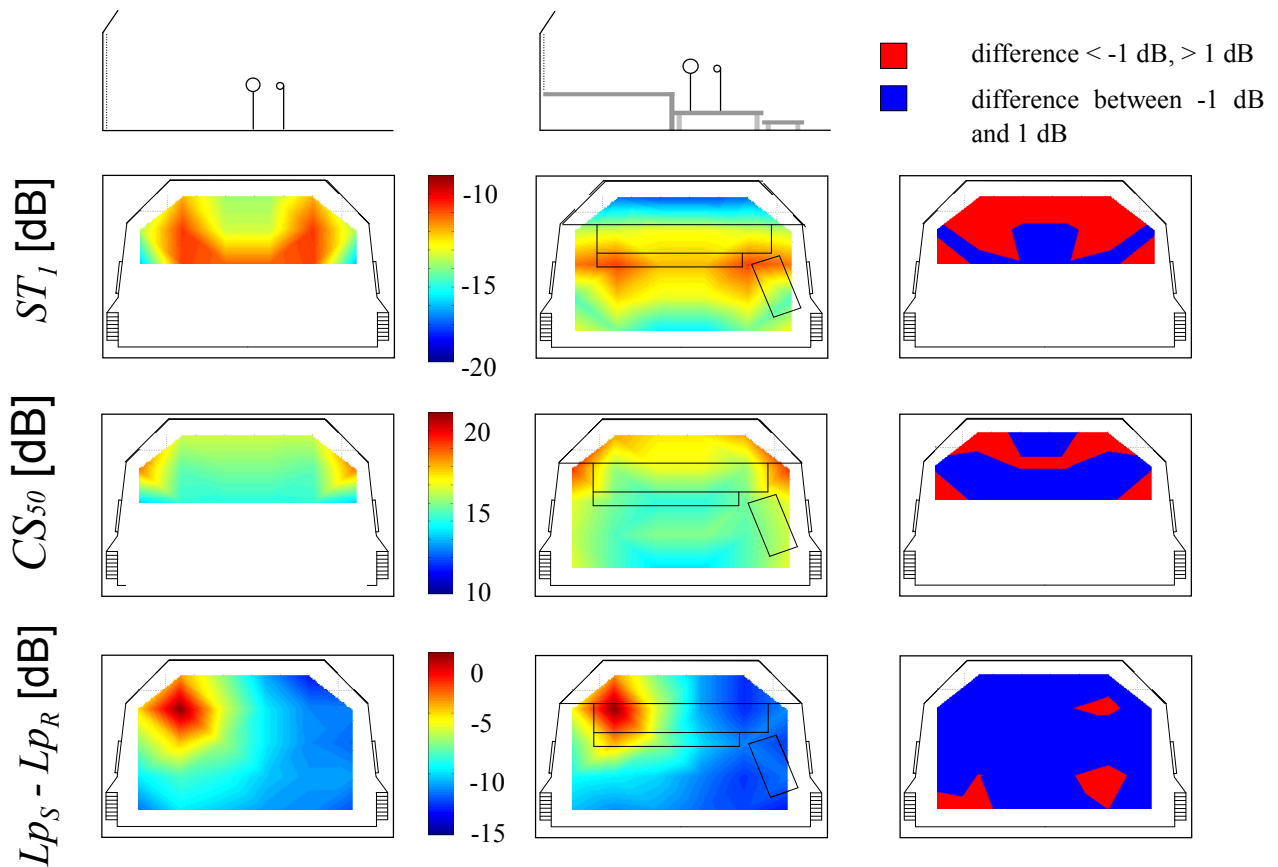 difference < -1 dB, > 1 dB
difference between -1 dB
and 1 dB
ST1 [dB]
-10
-15
-20
CS50 [dB]
20
15
10
LpS - LpR [dB]
0
-5
-10
-15